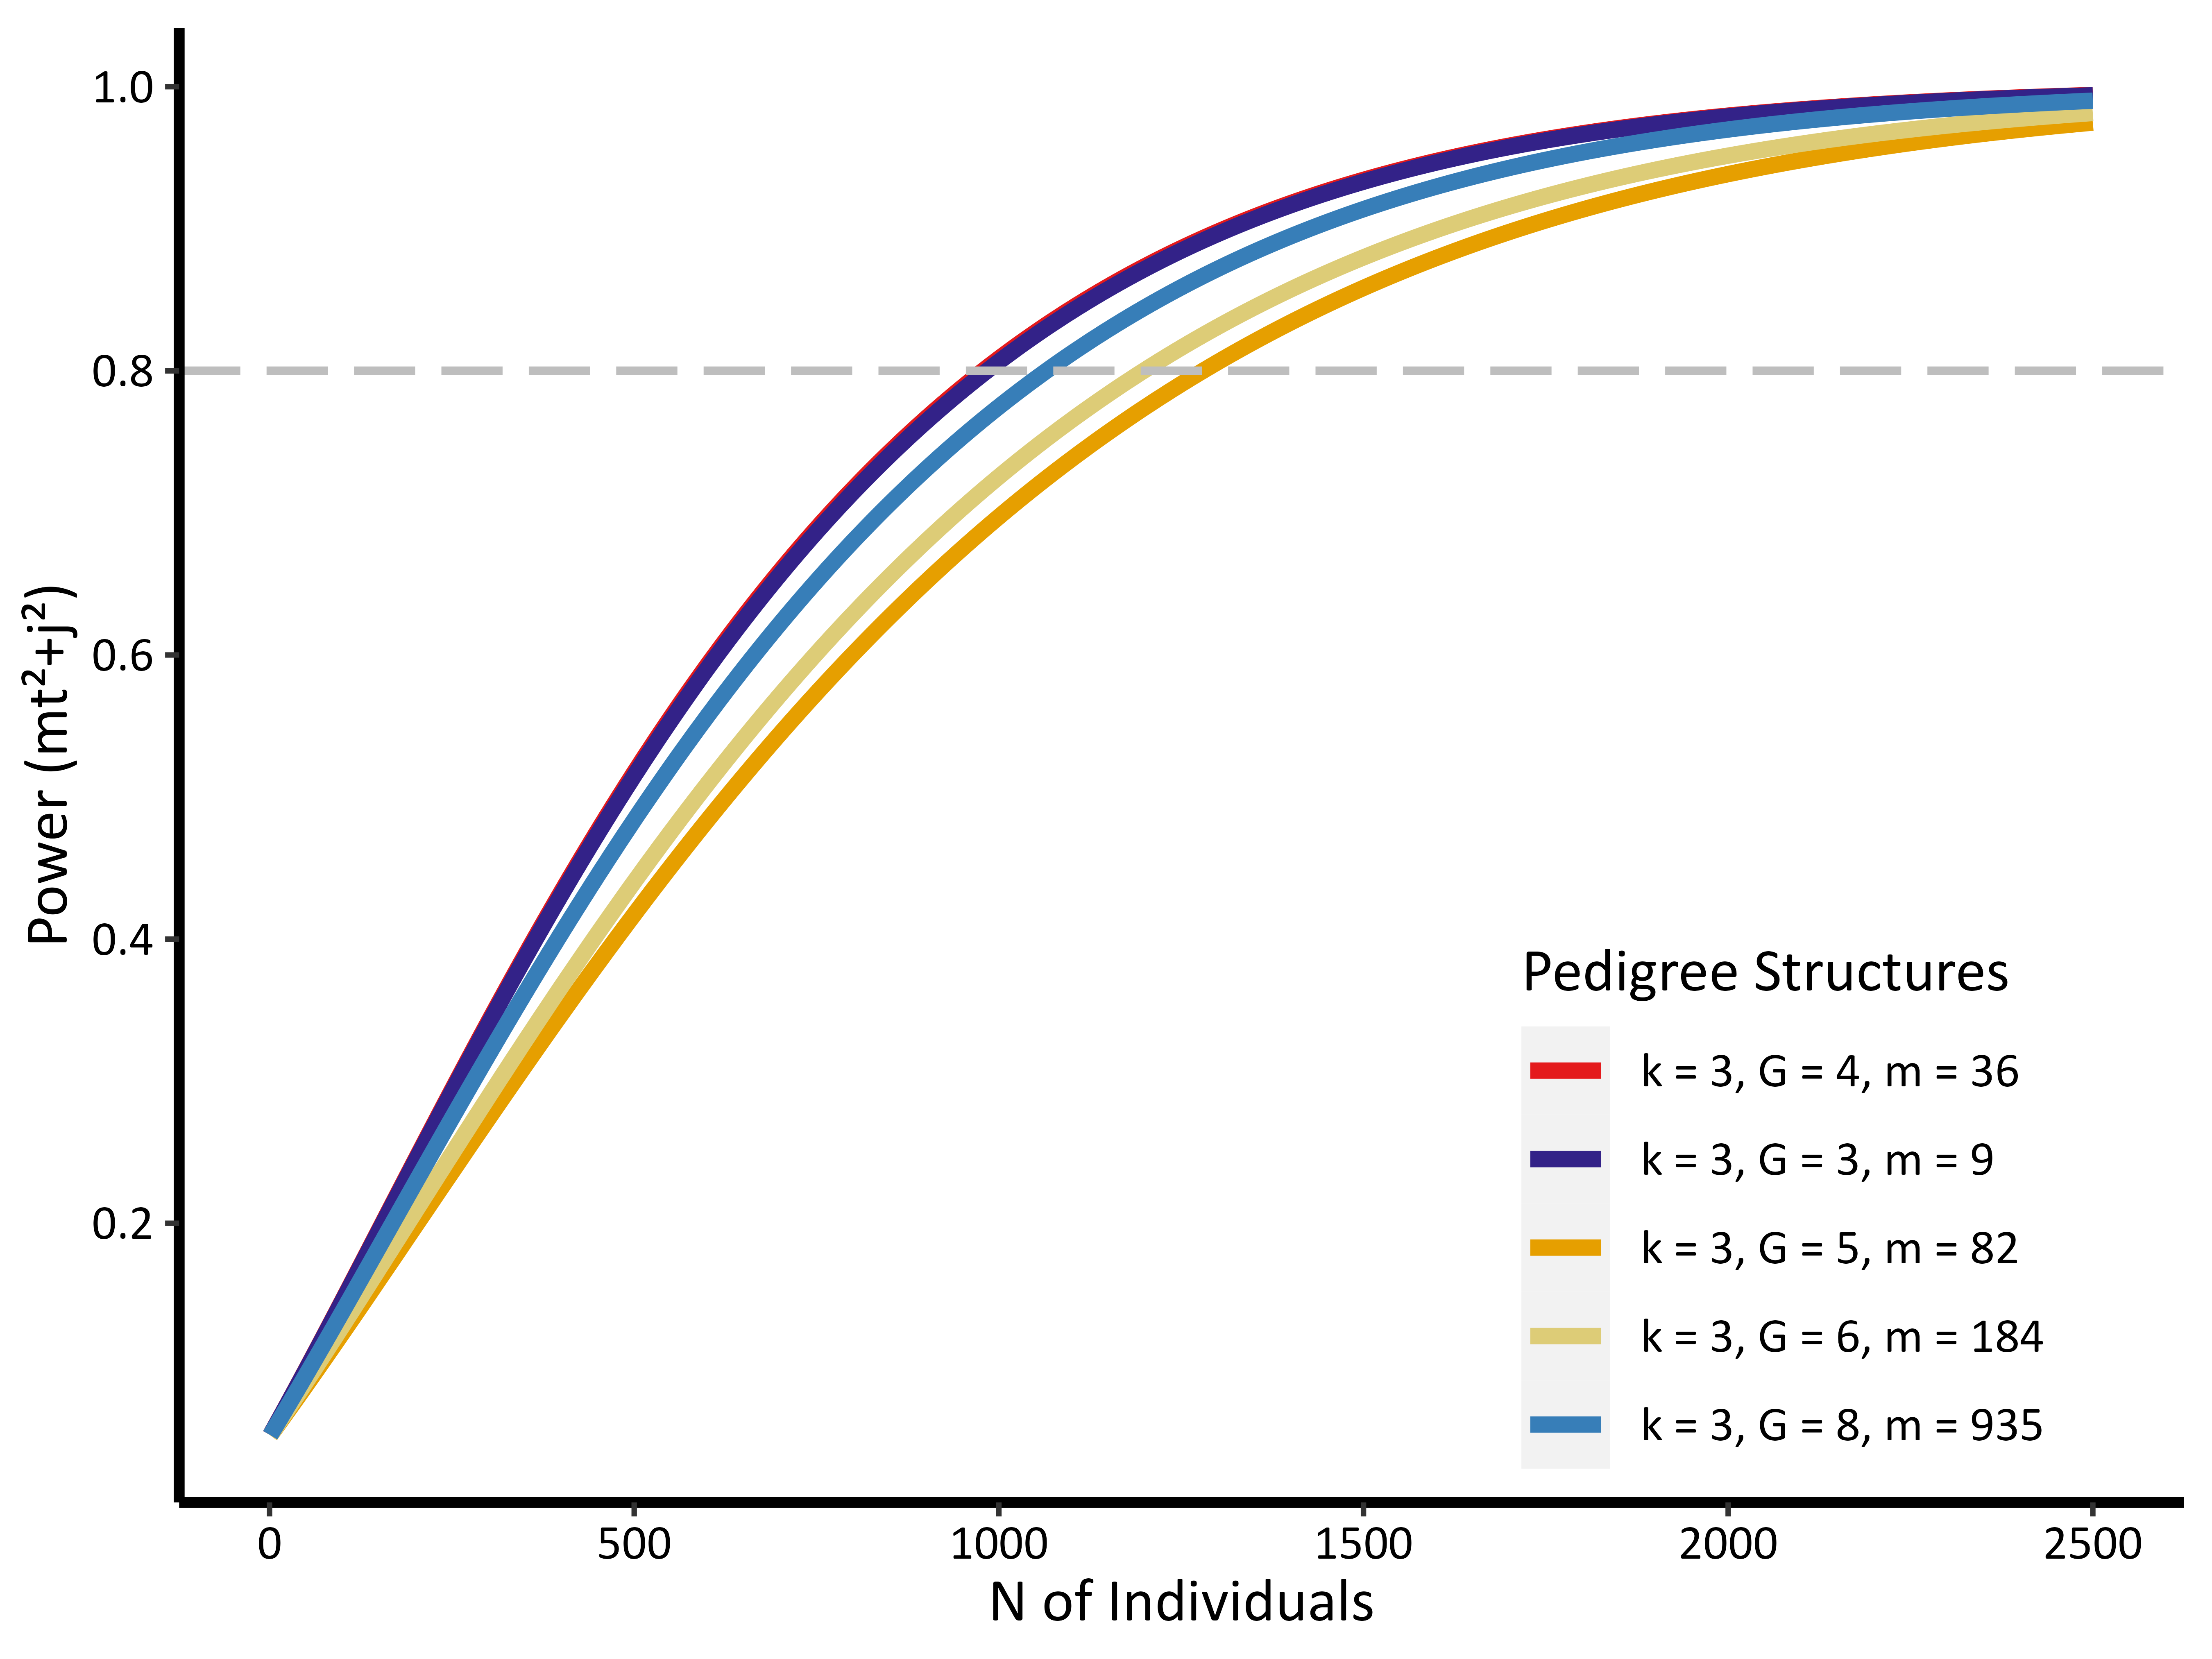 1.0
0.8
0.6
0.4
0.2
Power (mt²+j²)
Pedigree Structures
k = 3, G = 4, m = 36
k = 3, G = 3, m = 9
k = 3, G = 5, m = 82
k = 3, G = 6, m = 184
k = 3, G = 8, m = 935
0 500 1000 1500 2000 2500
N of Individuals